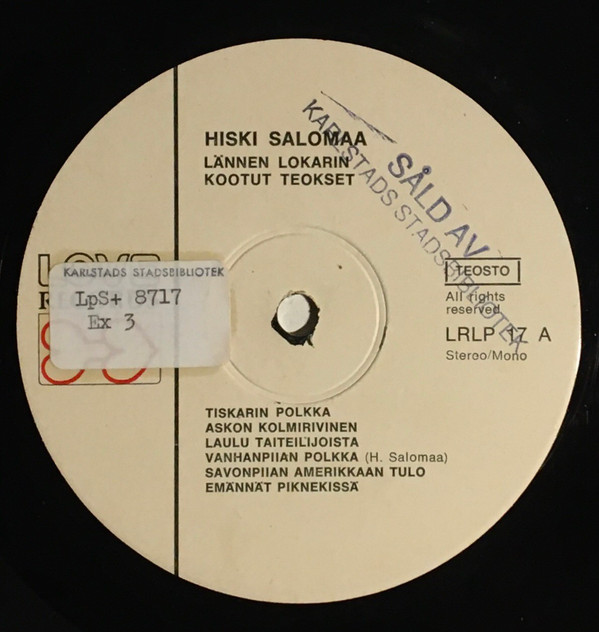 HISKI SALOMAA
LÄNNEN LOKARIN
KOOTUT TEOKSET
SÅLD AV
KARLSTADS STADSBIBLIOTEK
LOVE
KARLSTADS STADSBIBLIOTEK
LpS+ 8717
Ex 3
TEOSTO
All rights
reserved
LRLP 17 A
Stereo/Mono
TISKARIN POLKKA
ASKON KOLMIRIVINEN
LAULU TAITEILIJOISTA
VANHANPIIAN POLKKA (H. Salomaa)
SAVONPIIAN AMERIKKAAN TULO
EMÄNNÄT PIKNEKISSÄ